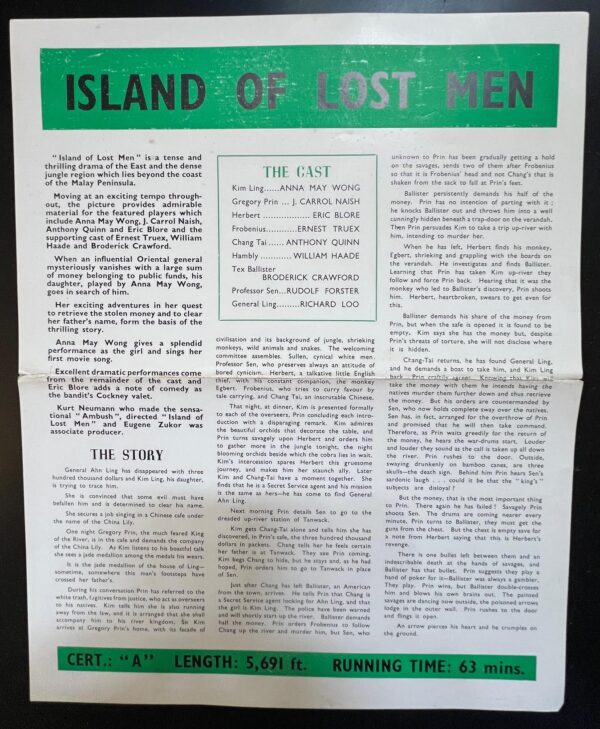 ISLAND OF LOST MEN
"Island of Lost Men" is a tense and
thrilling drama of the East and the dense
jungle region which lies beyond the coast
of the Malay Peninsula.
Moving at an exciting tempo through-
out, the picture provides admirable
material for the featured players which
include Anna May Wong, J. Carrol Naish,
Anthony Quinn and Eric Blore and the
supporting cast of Ernest Truex, William
Haade and Broderick Crawford.
When an influential Oriental general
mysteriously vanishes with a large sum
of money belonging to public funds, his
daughter, played by Anna May Wong,
goes in search of him.
Her exciting adventures in her quest
to retrieve the stolen money and to clear
her father's name, form the basis of the
thrilling story.
Anna May Wong gives a splendid
performance as the girl and sings her
first movie song.
Excellent dramatic performances come
from the remainder of the cast and
Eric Blore adds a note of comedy as
the bandit's Cockney valet.
Kurt Neumann who made the sensa-
tional "Ambush", directed "Island of
Lost Men" and Eugene Zukor was
associate producer.
THE STORY
General Ahn Ling has disappeared with three
hundred thousand dollars and Kim Ling, his daughter,
is trying to trace him.
She is convinced that some evil must have
befallen him and is determined to clear his name.
She secures a job singing in a Chinese cafe under
the name of the China Lily.
One night Gregory Prin, the much feared King
of the River, is in the cafe and demands the company
of the China Lily. As Kim listens to his boastful talk
she sees a jade medallion among the medals he wears.
It is the jade medallion of the house of Ling—
sometime, somewhere this man's footsteps have
crossed her father's.
During his conversation Prin has referred to the
white trash, fugitives from justice, who act as overseers
to his natives. Kim tells him she is also running
away from the law, and it is arranged that she shall
accompany him to his river kingdom. So Kim
arrives at Gregory Prin's home, with its facade of
THE CAST
Kim Ling......ANNA MAY WONG
Gregory Prin ... J. CARROL NAISH
Herbert .................. ERIC BLORE
Frobenius............ERNEST TRUEX
Chang Tai ...... ANTHONY QUINN
Hambly ............WILLIAM HAADE
Tex Ballister
BRODERICK CRAWFORD
Professor Sen...RUDOLF FORSTER
General Ling.........RICHARD LOO
civilisation and its background of jungle, shrieking
monkeys, wild animals and snakes. The welcoming
committee assembles. Sullen, cynical white men.
Professor Sen, who preserves always an attitude of
bored cynicism. Herbert, a talkative little English
thief, with his constant companion, the monkey
Egbert. Frobenius, who tries to curry favour by
tale carrying, and Chang Tai, an inscrutable Chinese.
That night, at dinner, Kim is presented formally
to each of the overseers, Prin concluding each intro-
duction with a disparaging remark. Kim admires
the beautiful orchids that decorate the table, and
Prin turns savagely upon Herbert and orders him
to gather more in the jungle tonight, the night
blooming orchids beside which the cobras lie in wait.
Kim's intercession spares Herbert this gruesome
journey, and makes him her staunch ally. Later
Kim and Chang-Tai have a moment together. She
finds that he is a Secret Service agent and his mission
is the same as hers—he has come to find General
Ahn Ling.
Next morning Prin details Sen to go to the
dreaded up-river station of Tanwack.
Kim gets Chang-Tai alone and tells him she has
discovered, in Prin's safe, the three hundred thousand
dollars in packets. Chang tells her he feels certain
her father is at Tanwack. They see Prin coming.
Kim begs Chang to hide, but he stays and, as he had
hoped, Prin orders him to go to Tanwack in place
of Sen.
Just after Chang has left Ballister, an American
from the town, arrives. He tells Prin that Chang is
a Secret Service agent looking for Ahn Ling, and that
the girl is Kim Ling. The police have been warned
and will shortly start up the river. Ballister demands
half the money. Prin orders Frobenius to follow
Chang up the river and murder him, but Sen, who
unknown to Prin has been gradually getting a hold
on the savages, sends two of them after Frobenius
so that it is Frobenius' head and not Chang's that is
shaken from the sack to fall at Prin's feet.
Ballister persistently demands his half of the
money. Prin has no intention of parting with it;
he knocks Ballister out and throws him into a well
cunningly hidden beneath a trap-door on the verandah.
Then Prin persuades Kim to take a trip up-river with
him, intending to murder her.
When he has left, Herbert finds his monkey,
Egbert, shrieking and grappling with the boards on
the verandah. He investigates and finds Ballister.
Learning that Prin has taken Kim up-river they
follow and force Prin back. Hearing that it was the
monkey who led to Ballister's discovery, Prin shoots
him. Herbert, heartbroken, swears to get even for
this.
Ballister demands his share of the money from
Prin, but when the safe is opened it is found to be
empty. Kim says she has the money but, despite
Prin's threats of torture, she will not disclose where
it is hidden.
Chang-Tai returns, he has found General Ling,
and he demands a boat to take him, and Kim Ling
back. Prin craftily agrees. Knowing that Kim will
take the money with them he intends having the
natives murder them further down and thus retrieve
the money. But his orders are countermanded by
Sen, who now holds complete sway over the natives.
Sen has, in fact, arranged for the overthrow of Prin
and promised that he will then take command.
Therefore, as Prin waits greedily for the return of
the money, he hears the war-drums start. Louder
and louder they sound as the call is taken up all down
the river. Prin rushes to the door. Outside,
swaying drunkenly on bamboo canes, are three
skulls—the death sign. Behind him Prin hears Sen's
sardonic laugh . . . could it be that the "king's"
subjects are disloyal?
But the money, that is the most important thing
to Prin. There again he has failed! Savagely Prin
shoots Sen. The drums are coming nearer every
minute, Prin turns to Ballister, they must get the
guns from the chest. But the chest is empty save for
a note from Herbert saying that this is Herbert's
revenge.
There is one bullet left between them and an
indescribable death at the hands of savages, and
Ballister has that bullet. Prin suggests they play a
hand of poker for it—Ballister was always a gambler.
They play. Prin wins, but Ballister double-crosses
him and blows his own brains out. The painted
savages are dancing now outside, the poisoned arrows
lodge in the outer wall. Prin rushes to the door
and flings it open.
An arrow pierces his heart and he crumples on
the ground.
CERT.: "A" LENGTH: 5,691 ft. RUNNING TIME: 63 mins.